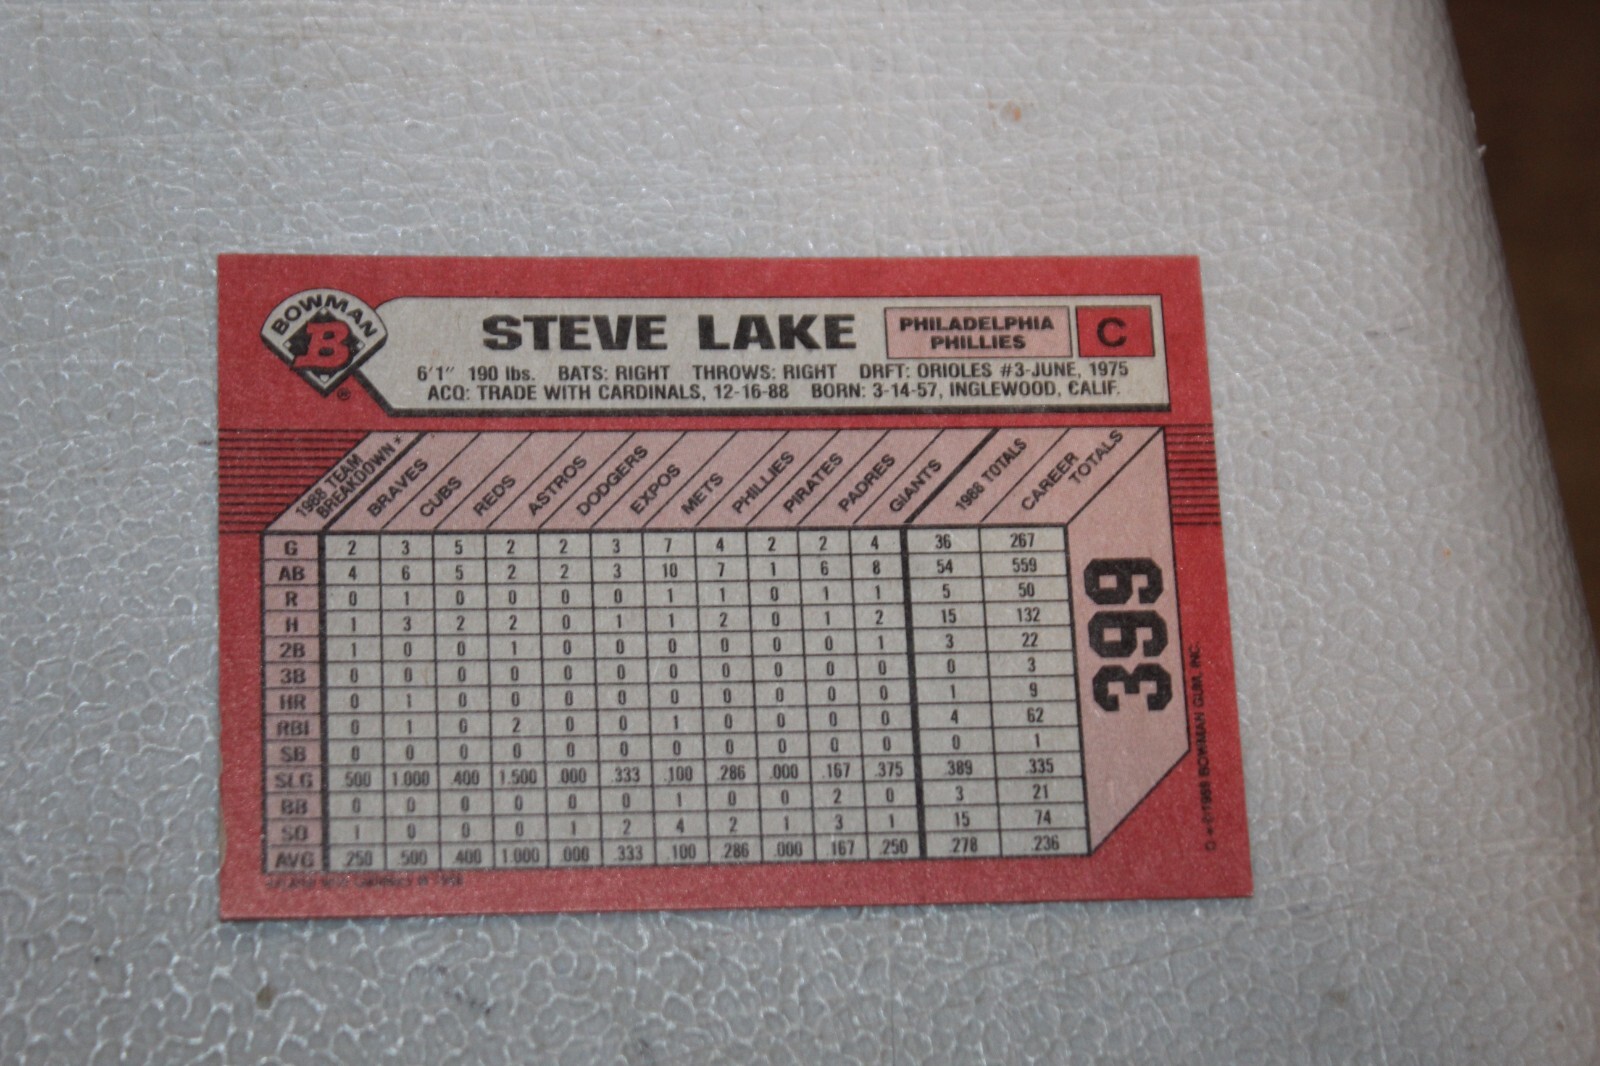 BOWMAN
B
®
STEVE LAKE
PHILADELPHIA
PHILLIES
C
6'1" 190 lbs. BATS: RIGHT THROWS: RIGHT DRFT: ORIOLES #3-JUNE, 1975
ACQ: TRADE WITH CARDINALS, 12-16-88 BORN: 3-14-57, INGLEWOOD, CALIF.
1988 TEAM
BREAKDOWN +
BRAVES CUBS REDS ASTROS DODGERS EXPOS METS PHILLIES PIRATES PADRES GIANTS 1988 TOTALS CAREER TOTALS
G 2 3 5 2 2 3 7 4 2 2 4 36 267
AB 4 6 5 2 2 3 10 7 1 6 8 54 559
R 0 1 0 0 0 0 1 1 0 1 1 5 50
H 1 3 2 2 0 1 1 2 0 1 2 15 132
2B 1 0 0 1 0 0 0 0 0 0 1 3 22
3B 0 0 0 0 0 0 0 0 0 0 0 0 3
HR 0 1 0 0 0 0 0 0 0 0 0 1 9
RBI 0 1 0 2 0 0 1 0 0 0 0 4 62
SB 0 0 0 0 0 0 0 0 0 0 0 0 1
SLG .500 1.000 .400 1.500 .000 .333 .100 .286 .000 .167 .375 .389 .335
BB 0 0 0 0 0 0 1 0 0 2 0 3 21
SO 1 0 0 0 1 2 4 2 1 3 1 15 74
AVG .250 .500 .400 1.000 .000 .333 .100 .286 .000 .167 .250 .278 .236
399
BOWMAN GUM, INC.